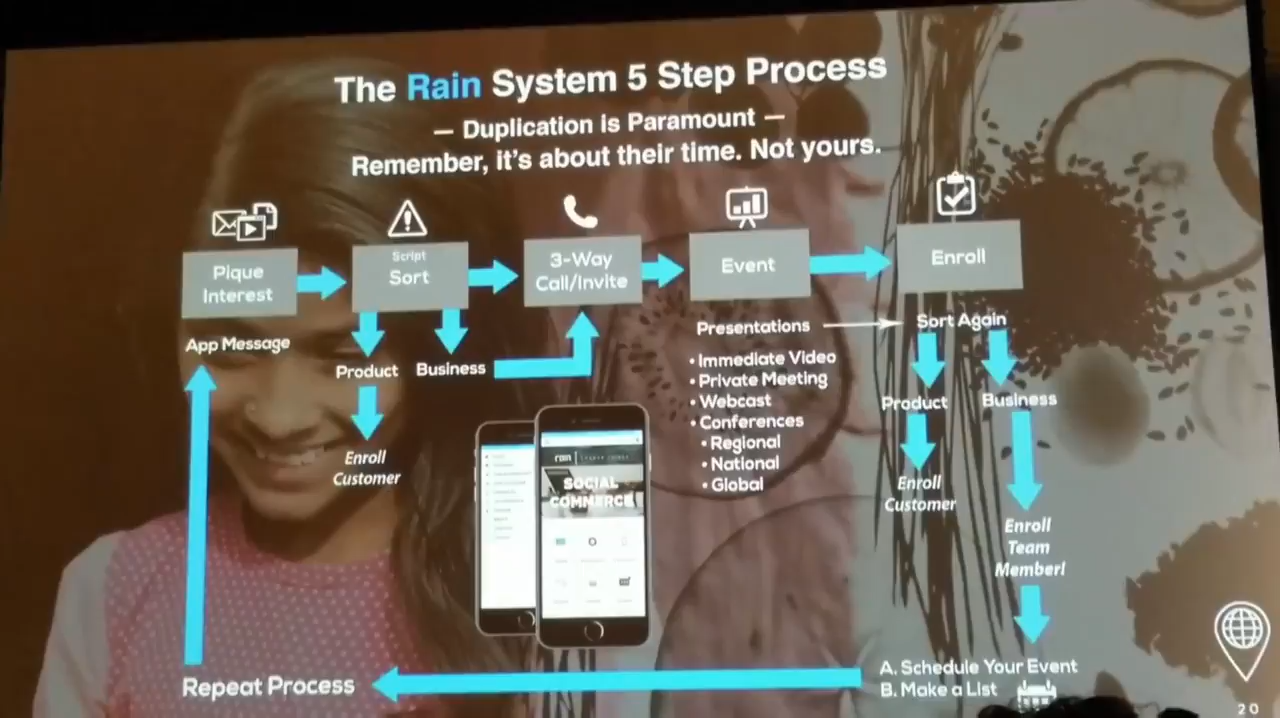 The Rain System 5 Step Process
— Duplication is Paramount —
Remember, it's about their time. Not yours.
Pique
Interest
Script
Sort
3-Way
Call/Invite
Event
Enroll
App Message
Product
Business
Enroll
Customer
Presentations
• Immediate Video
• Private Meeting
• Webcast
• Conferences
• Regional
• National
• Global
Sort Again
Product
Business
Enroll
Customer
Enroll
Team
Member!
rain
SOCIAL
COMMERCE
A. Schedule Your Event
B. Make a List
Repeat Process
20